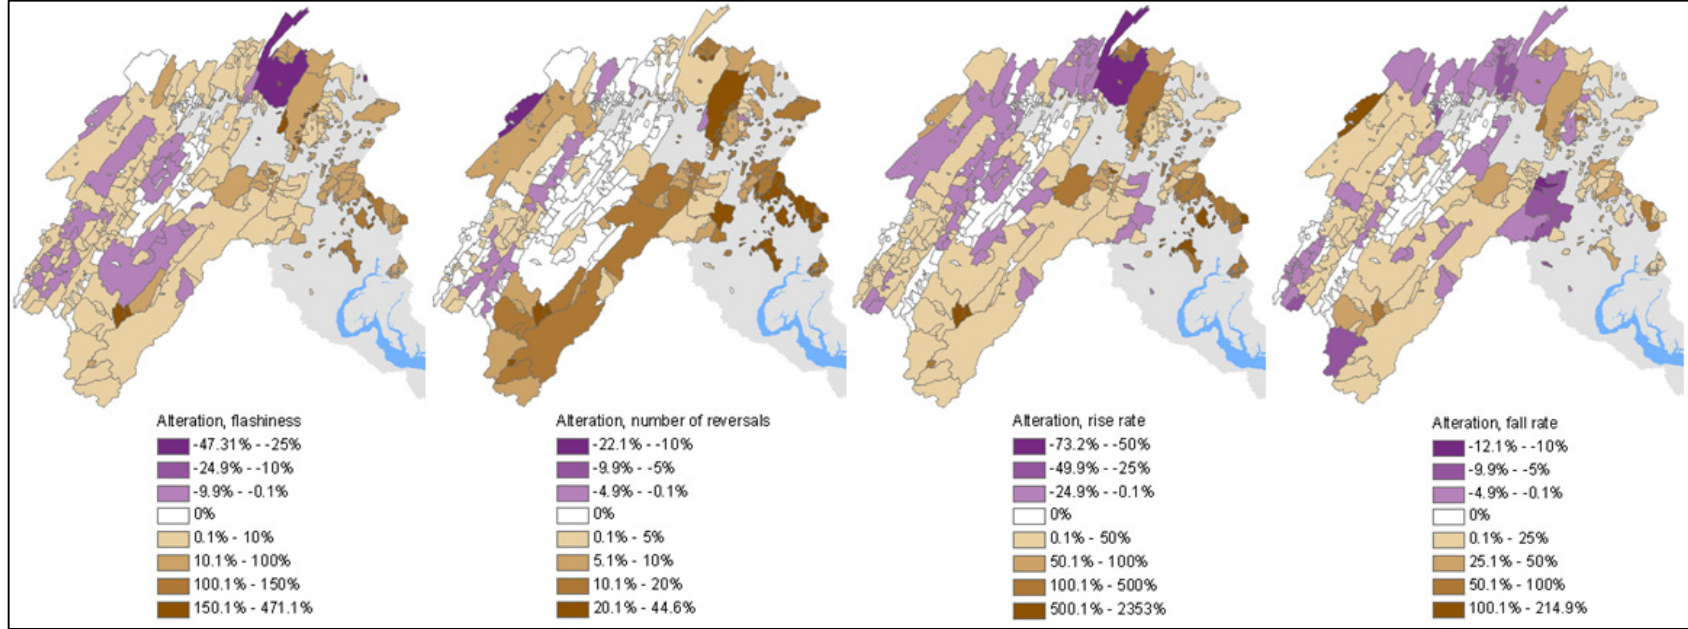 Alteration, flashiness
-47.31% - -25%
-24.9% - -10%
-9.9% - -0.1%
0%
0.1% - 10%
10.1% - 100%
100.1% - 150%
150.1% - 471.1%
Alteration, number of reversals
-22.1% - -10%
-9.9% - -5%
-4.9% - -0.1%
0%
0.1% - 5%
5.1% - 10%
10.1% - 20%
20.1% - 44.6%
Alteration, rise rate
-73.2% - -50%
-49.9% - -25%
-24.9% - -0.1%
0%
0.1% - 50%
50.1% - 100%
100.1% - 500%
500.1% - 2353%
Alteration, fall rate
-12.1% - -10%
-9.9% - -5%
-4.9% - -0.1%
0%
0.1% - 25%
25.1% - 50%
50.1% - 100%
100.1% - 214.9%